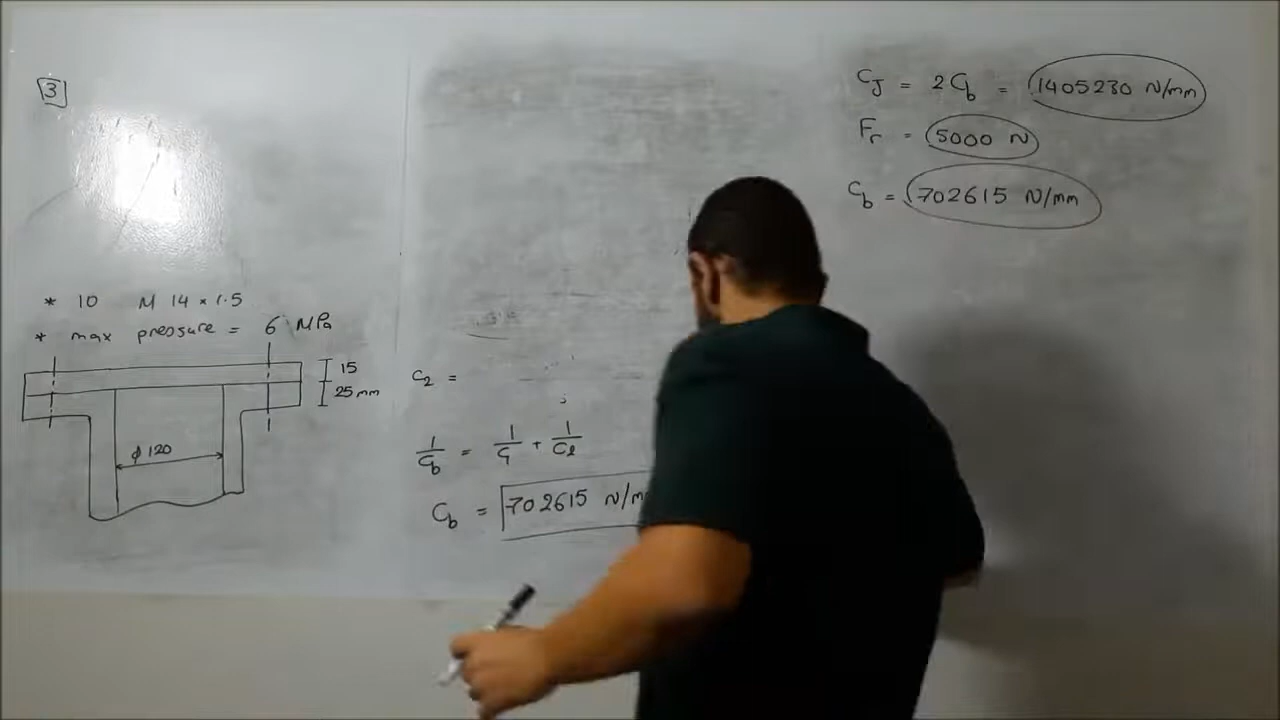 3
* 10 M 14 × 1.5
* max pressure = 6 MPa
15
25 mm
ϕ 120
C2 =
1/Cb = 1/C1 + 1/C2
Cb = 702615 N/m
CJ = 2Cb = 1405230 N/mm
Fr = 5000 N
Cb = 702615 N/mm